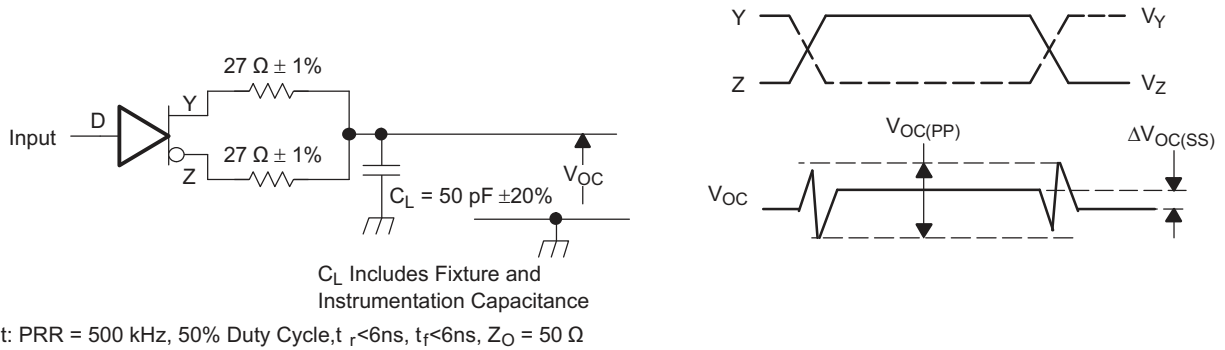 27 Ω ± 1%
Y
D
Input
27 Ω ± 1%
Z
C_L = 50 pF ±20%
V_OC
C_L Includes Fixture and
Instrumentation Capacitance
t: PRR = 500 kHz, 50% Duty Cycle,t r<6ns, t_f<6ns, Z_O = 50 Ω
Y
V_Y
Z
V_Z
V_OC(PP)
ΔV_OC(SS)
V_OC